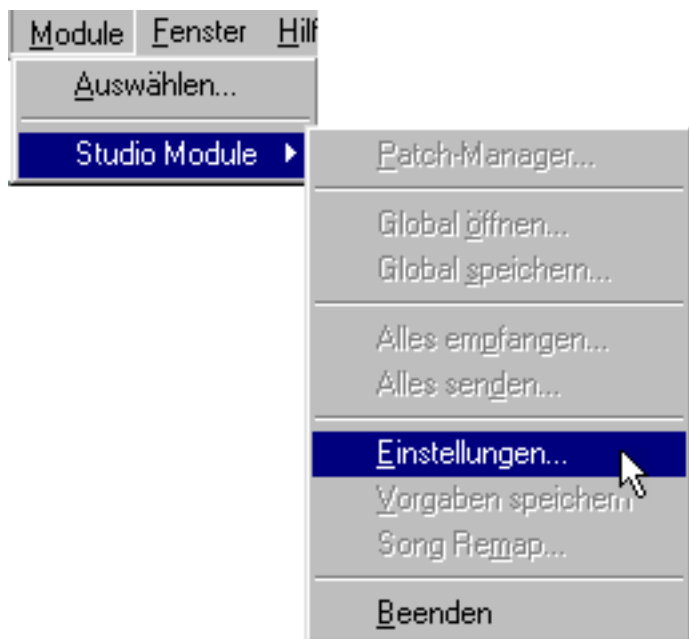 Module Fenster Hilf
Auswählen...
Studio Module
Patch-Manager...
Global öffnen...
Global speichern...
Alles empfangen...
Alles senden...
Einstellungen...
Vorgaben speichern
Song Remap...
Beenden